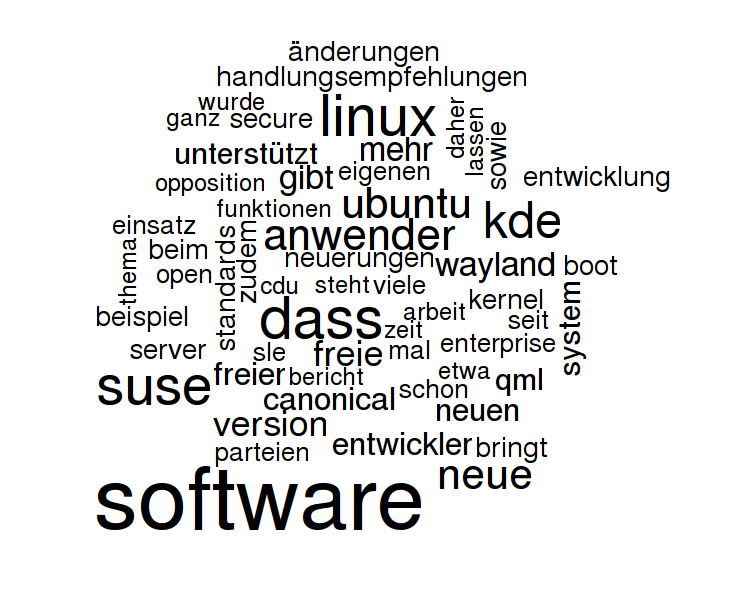 änderungen
handlungsempfehlungen
wurde
ganz secure linux daher lassen sowie
unterstützt mehr
opposition gibt eigenen entwicklung
funktionen ubuntu kde
einsatz anwender
thema beim standards zudem neuerungen wayland boot
open cdu steht viele
beispiel dass arbeit kernel system
zeit seit
server sle freie mal enterprise
suse freier bericht etwa qml
canonical schon
version neuen
parteien entwickler bringt
software neue